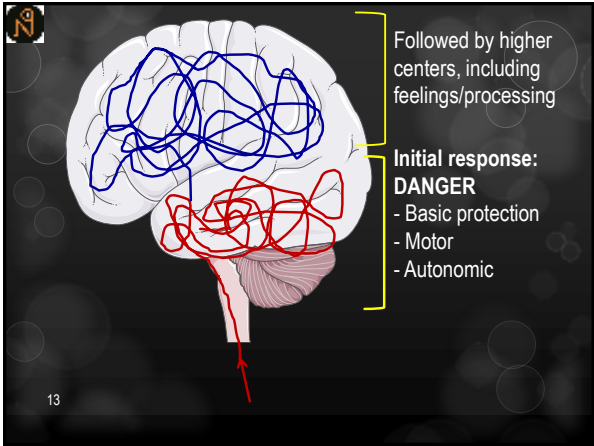 Followed by higher
centers, including
feelings/processing
Initial response:
DANGER
- Basic protection
- Motor
- Autonomic
13